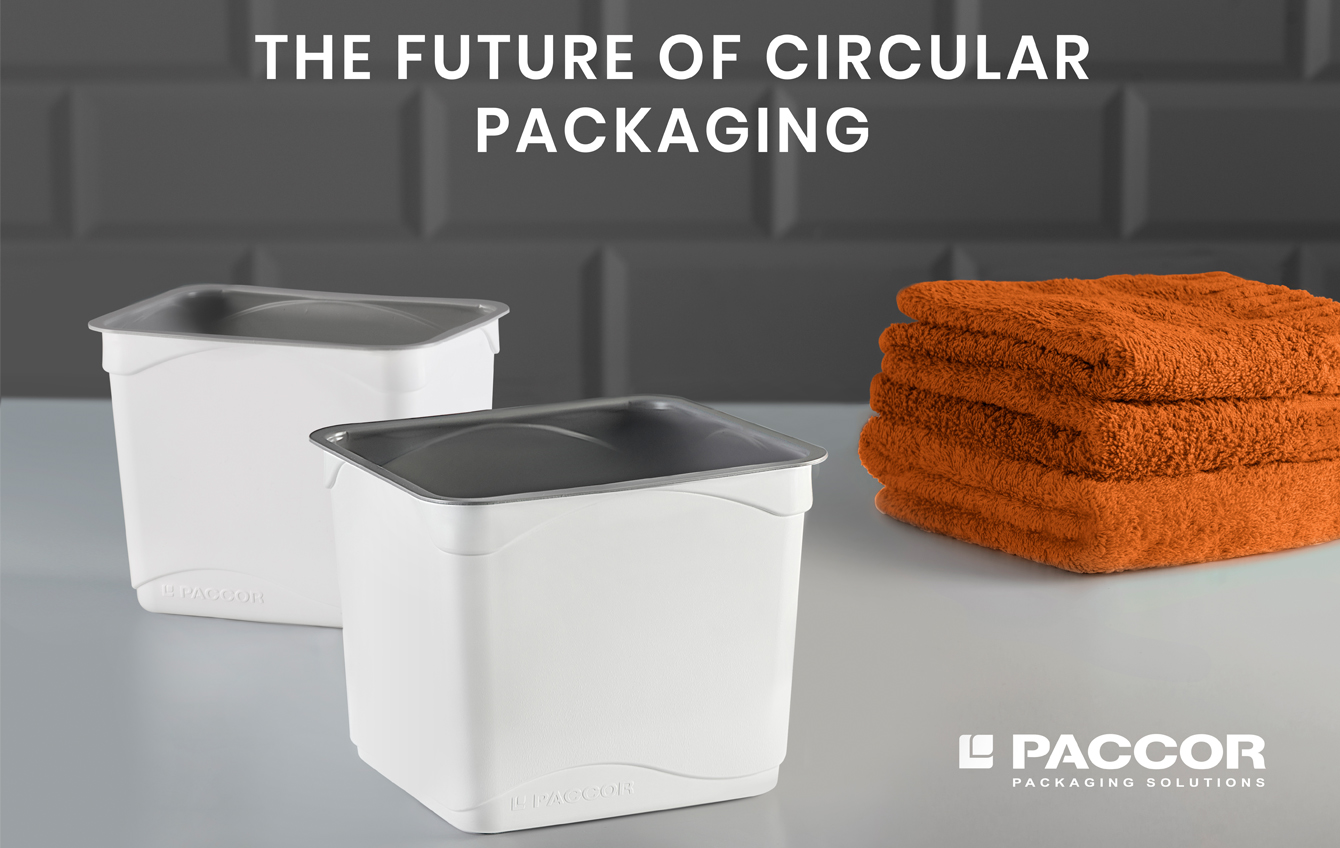 THE FUTURE OF CIRCULAR
PACKAGING
PACCOR
PACCOR
PACCOR
PACKAGING SOLUTIONS